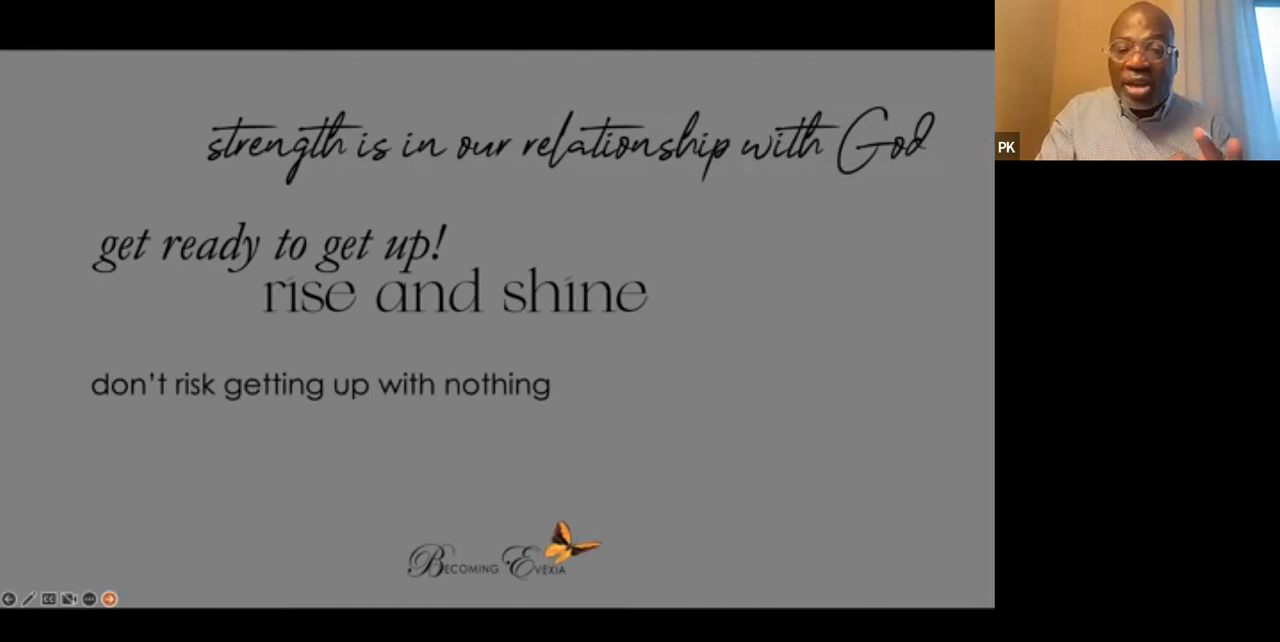 strength is in our relationship with God
get ready to get up!
rise and shine
don't risk getting up with nothing
BECOMING EVEXIA
PK